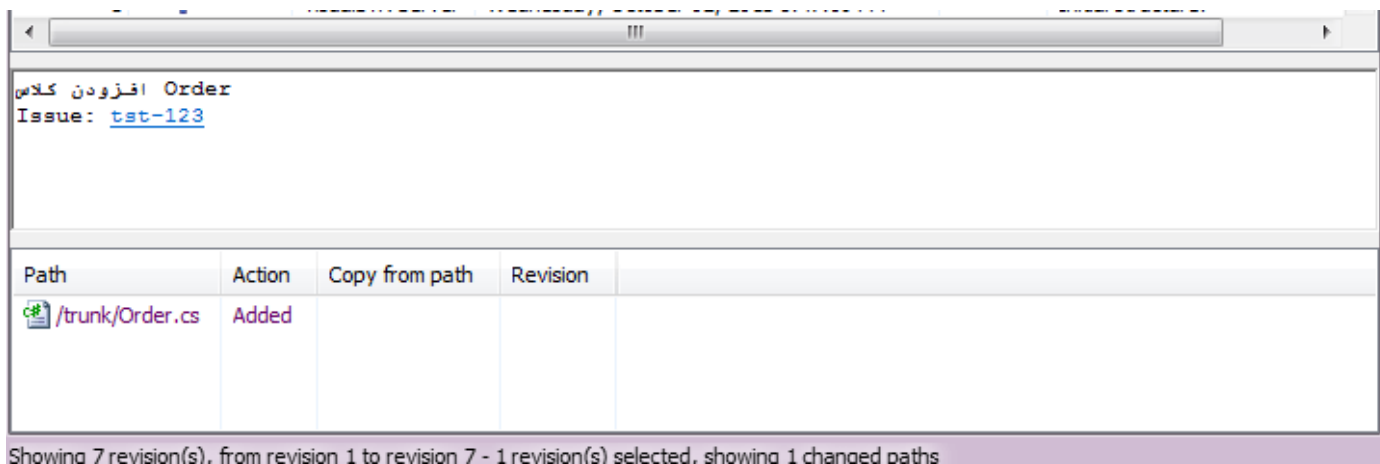 افزودن کلاس Order
Issue: tst-123
Path Action Copy from path Revision
/trunk/Order.cs Added
Showing 7 revision(s), from revision 1 to revision 7 - 1 revision(s) selected, showing 1 changed paths